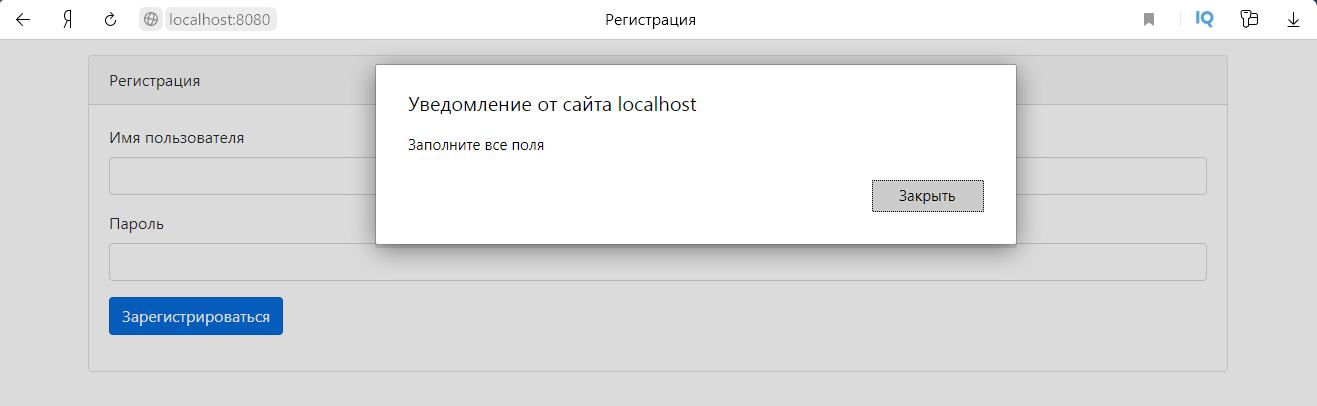 Я localhost:8080 Регистрация IQ
Регистрация
Уведомление от сайта localhost
Заполните все поля
Закрыть
Имя пользователя
Пароль
Зарегистрироваться